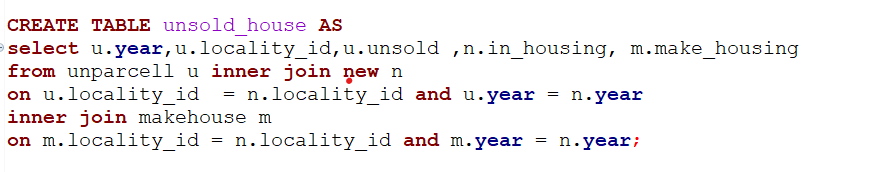 CREATE TABLE unsold_house AS
select u.year,u.locality_id,u.unsold ,n.in_housing, m.make_housing
from unparcell u inner join new n
on u.locality_id  = n.locality_id and u.year = n.year
inner join makehouse m
on m.locality_id = n.locality_id and m.year = n.year;